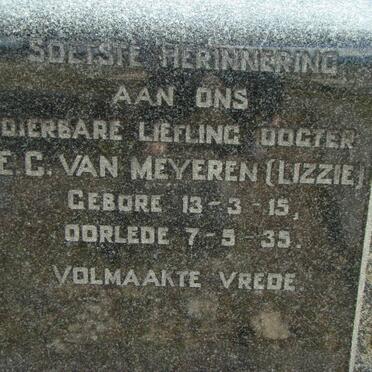 SOETSTE HERINNERING
AAN ONS
DIERBARE LIEFLING DOGTER
E.C. VAN MEYEREN (LIZZIE)
GEBORE 13-3-15,
OORLEDE 7-5-35.
VOLMAAKTE VREDE.